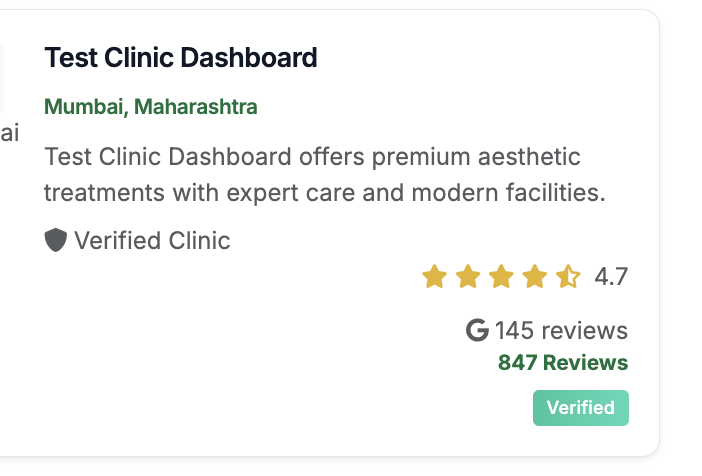 Test Clinic Dashboard
Mumbai, Maharashtra
ai
Test Clinic Dashboard offers premium aesthetic
treatments with expert care and modern facilities.
Verified Clinic
4.7
G 145 reviews
847 Reviews
Verified